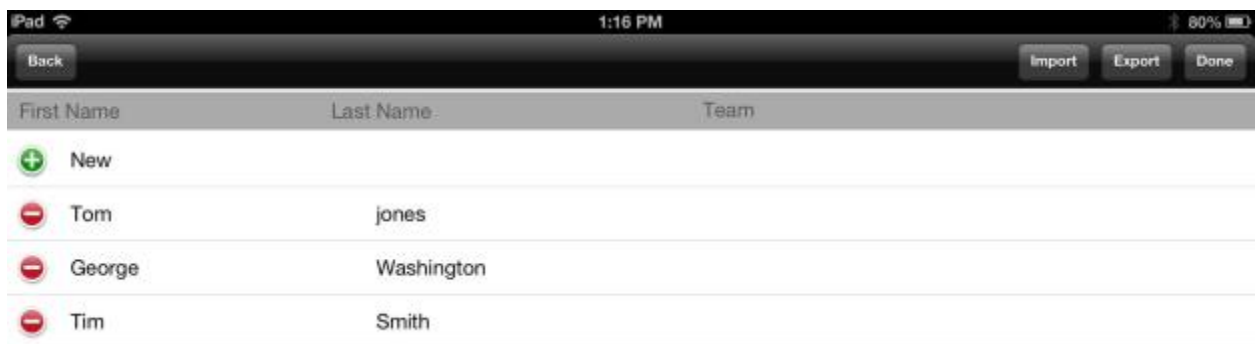 iPad 1:16 PM 80%
Back Import Export Done
First Name Last Name Team
New
Tom jones
George Washington
Tim Smith